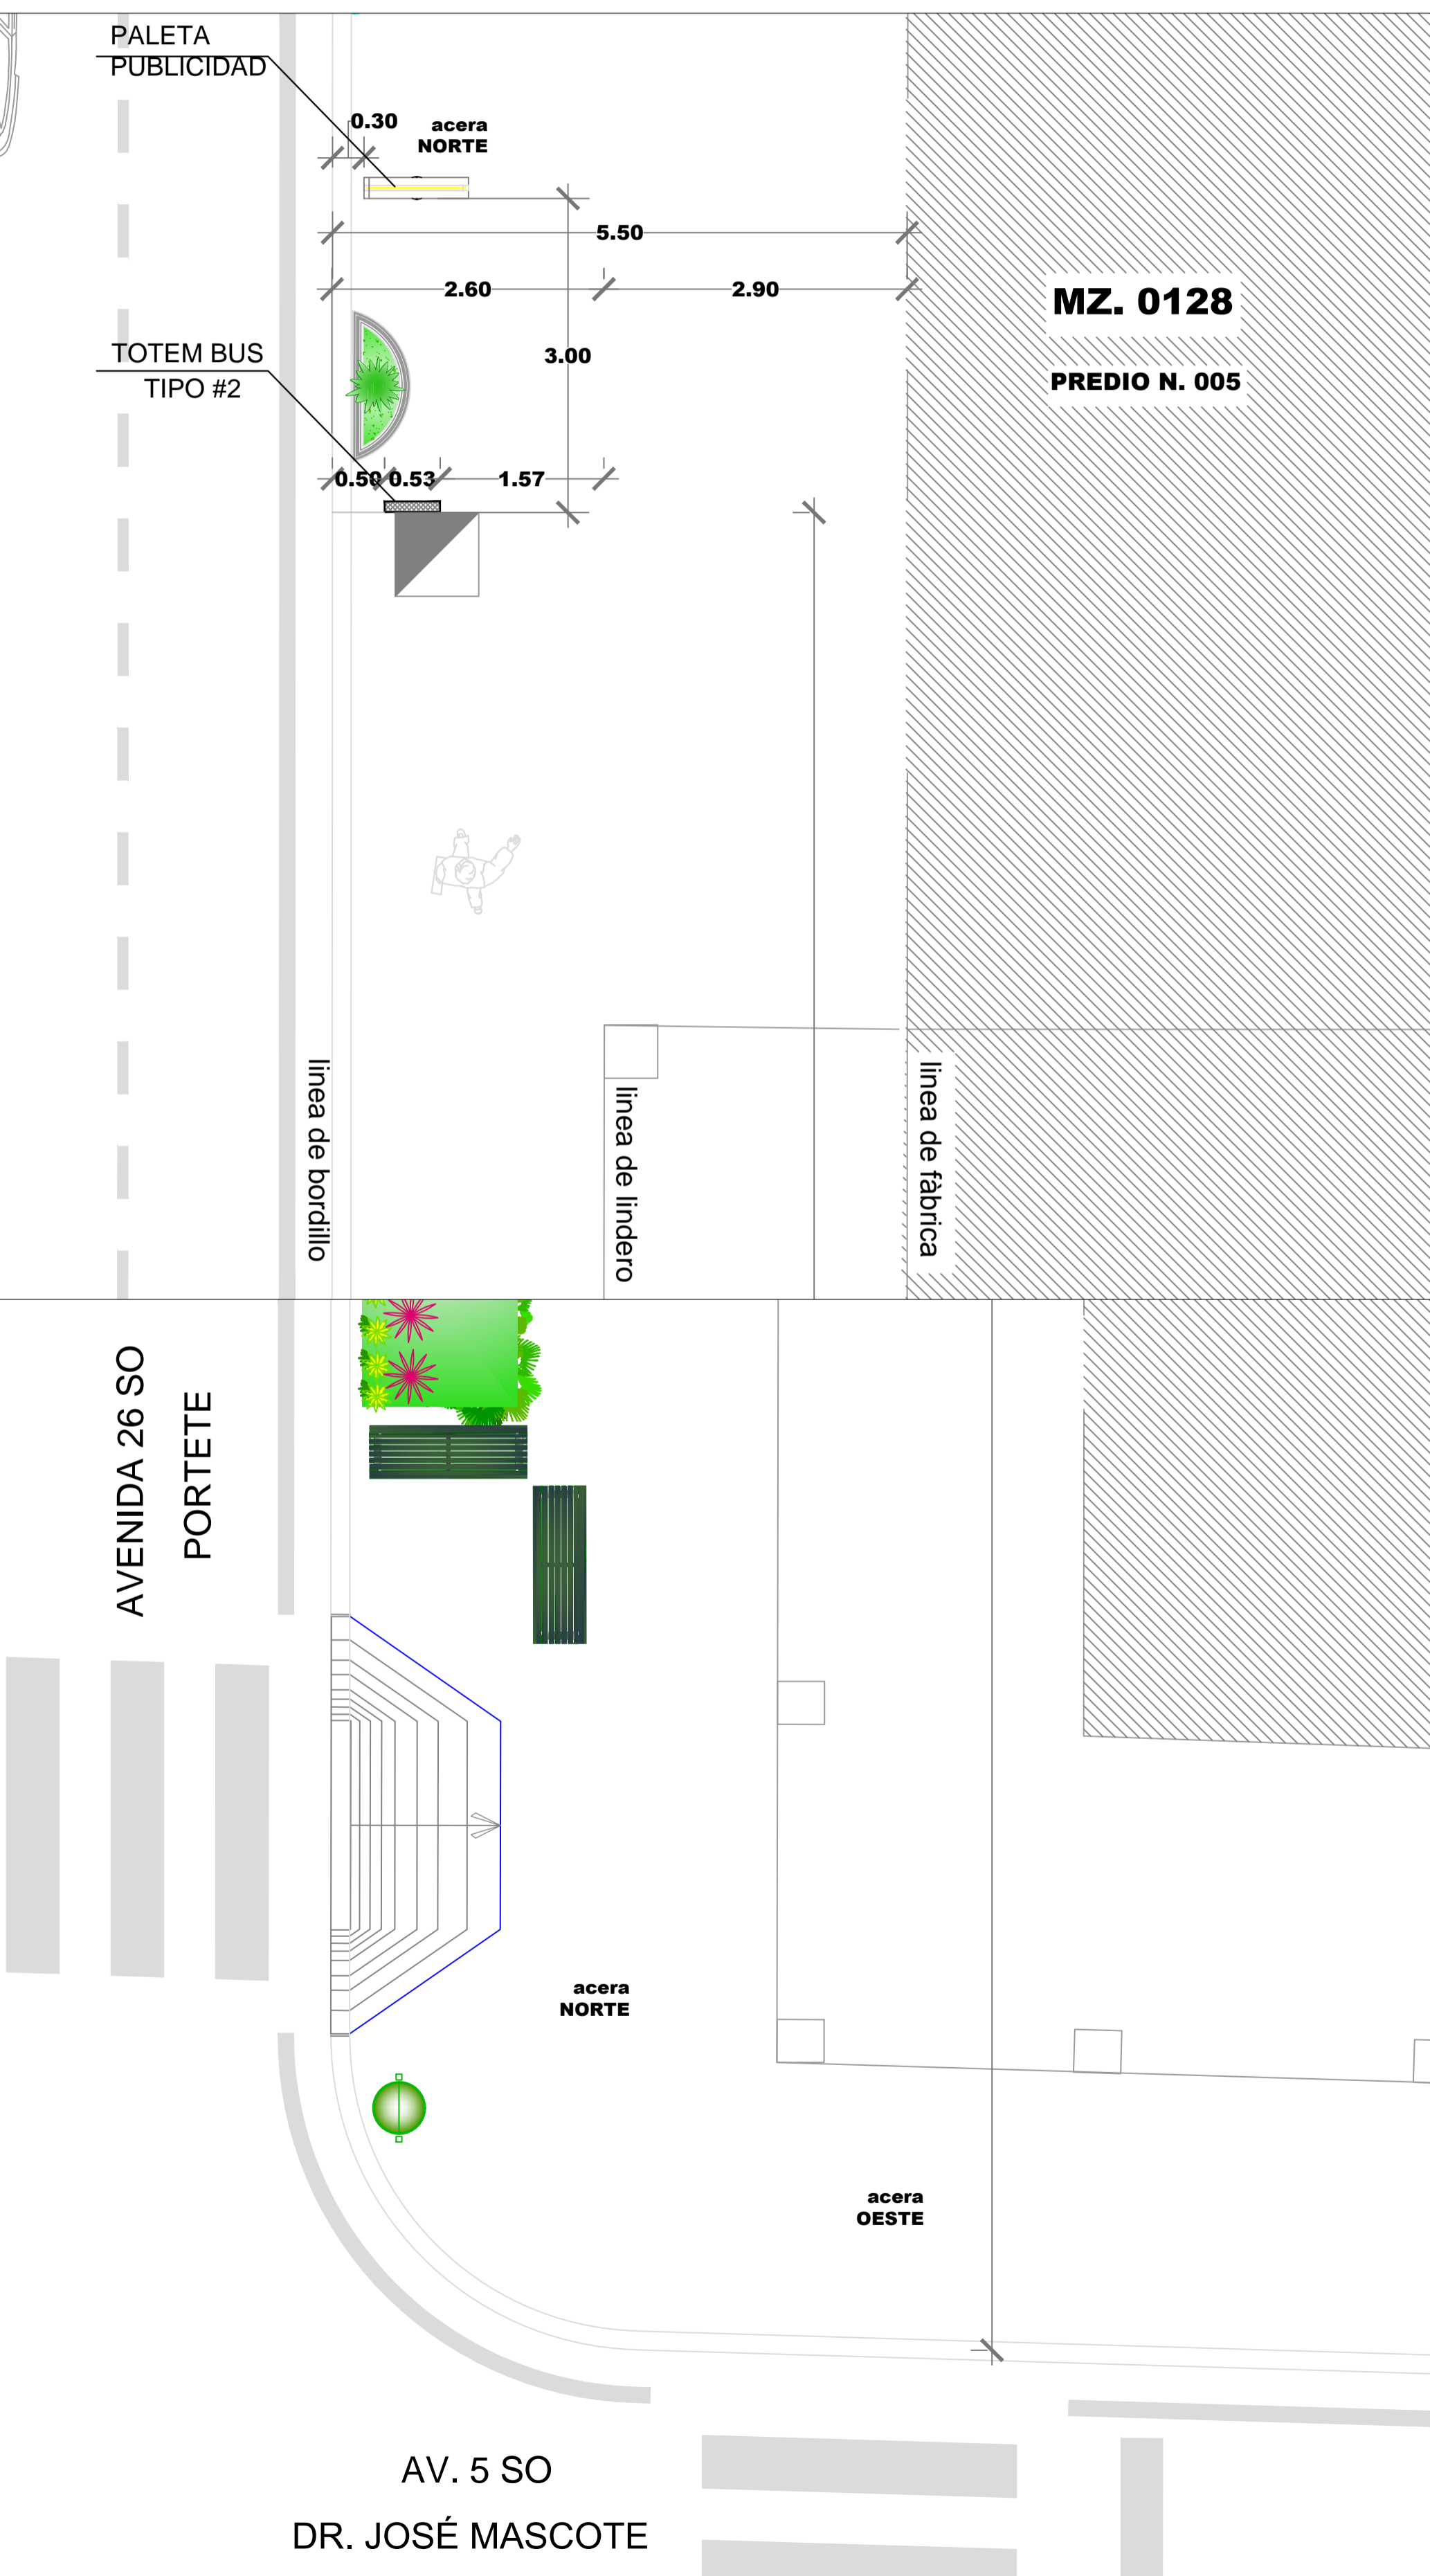 PALETA
PUBLICIDAD
0.30
acera
NORTE
5.50
2.60
2.90
MZ. 0128
3.00
TOTEM BUS
TIPO #2
PREDIO N. 005
0.50
0.53
1.57
linea de bordillo
linea de lindero
linea de fàbrica
AVENIDA 26 SO
PORTETE
acera
NORTE
acera
OESTE
AV. 5 SO
DR. JOSÉ MASCOTE